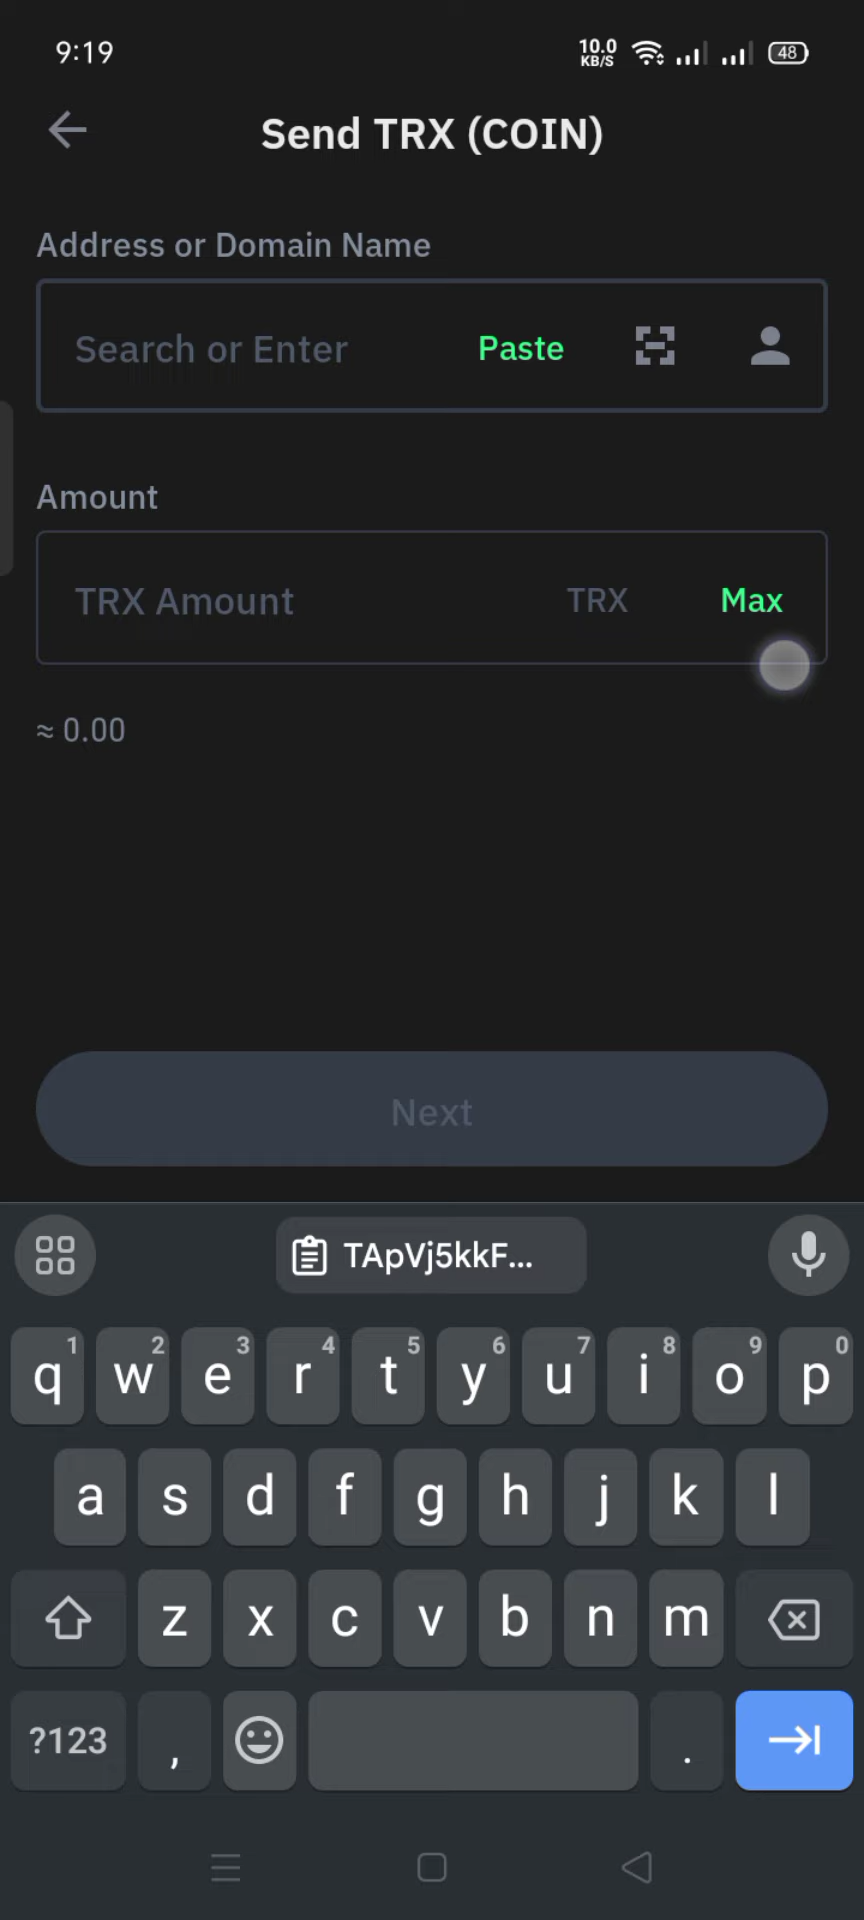 9:19
10.0
KB/S
48
Send TRX (COIN)
Address or Domain Name
Search or Enter Paste
Amount
TRX Amount TRX Max
≈ 0.00
Next
TApVj5kkF...
1 2 3 4 5 6 7 8 9 0
q w e r t y u i o p
a s d f g h j k l
z x c v b n m
?123 , .